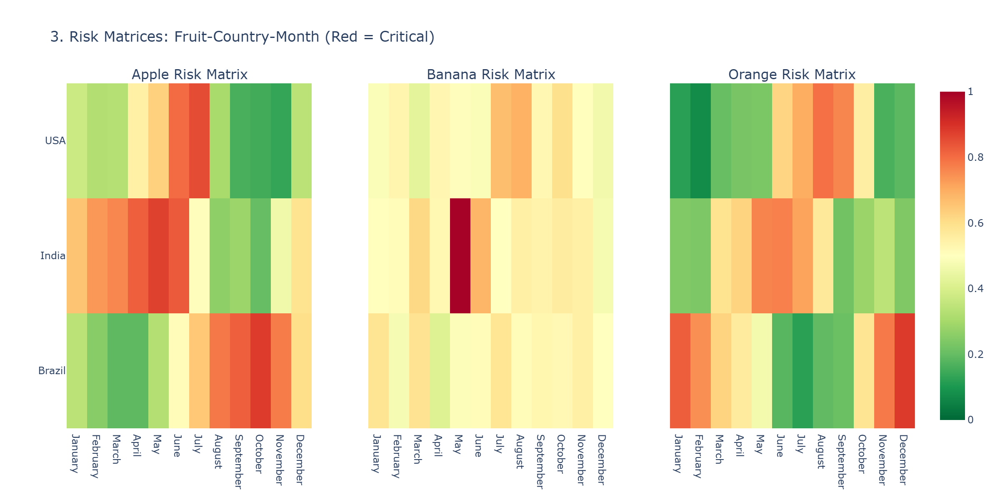 3. Risk Matrices: Fruit-Country-Month (Red = Critical)
Apple Risk Matrix
Banana Risk Matrix
Orange Risk Matrix
USA
India
Brazil
January
February
March
April
May
June
July
August
September
October
November
December
January
February
March
April
May
June
July
August
September
October
November
December
January
February
March
April
May
June
July
August
September
October
November
December
1
0.8
0.6
0.4
0.2
0